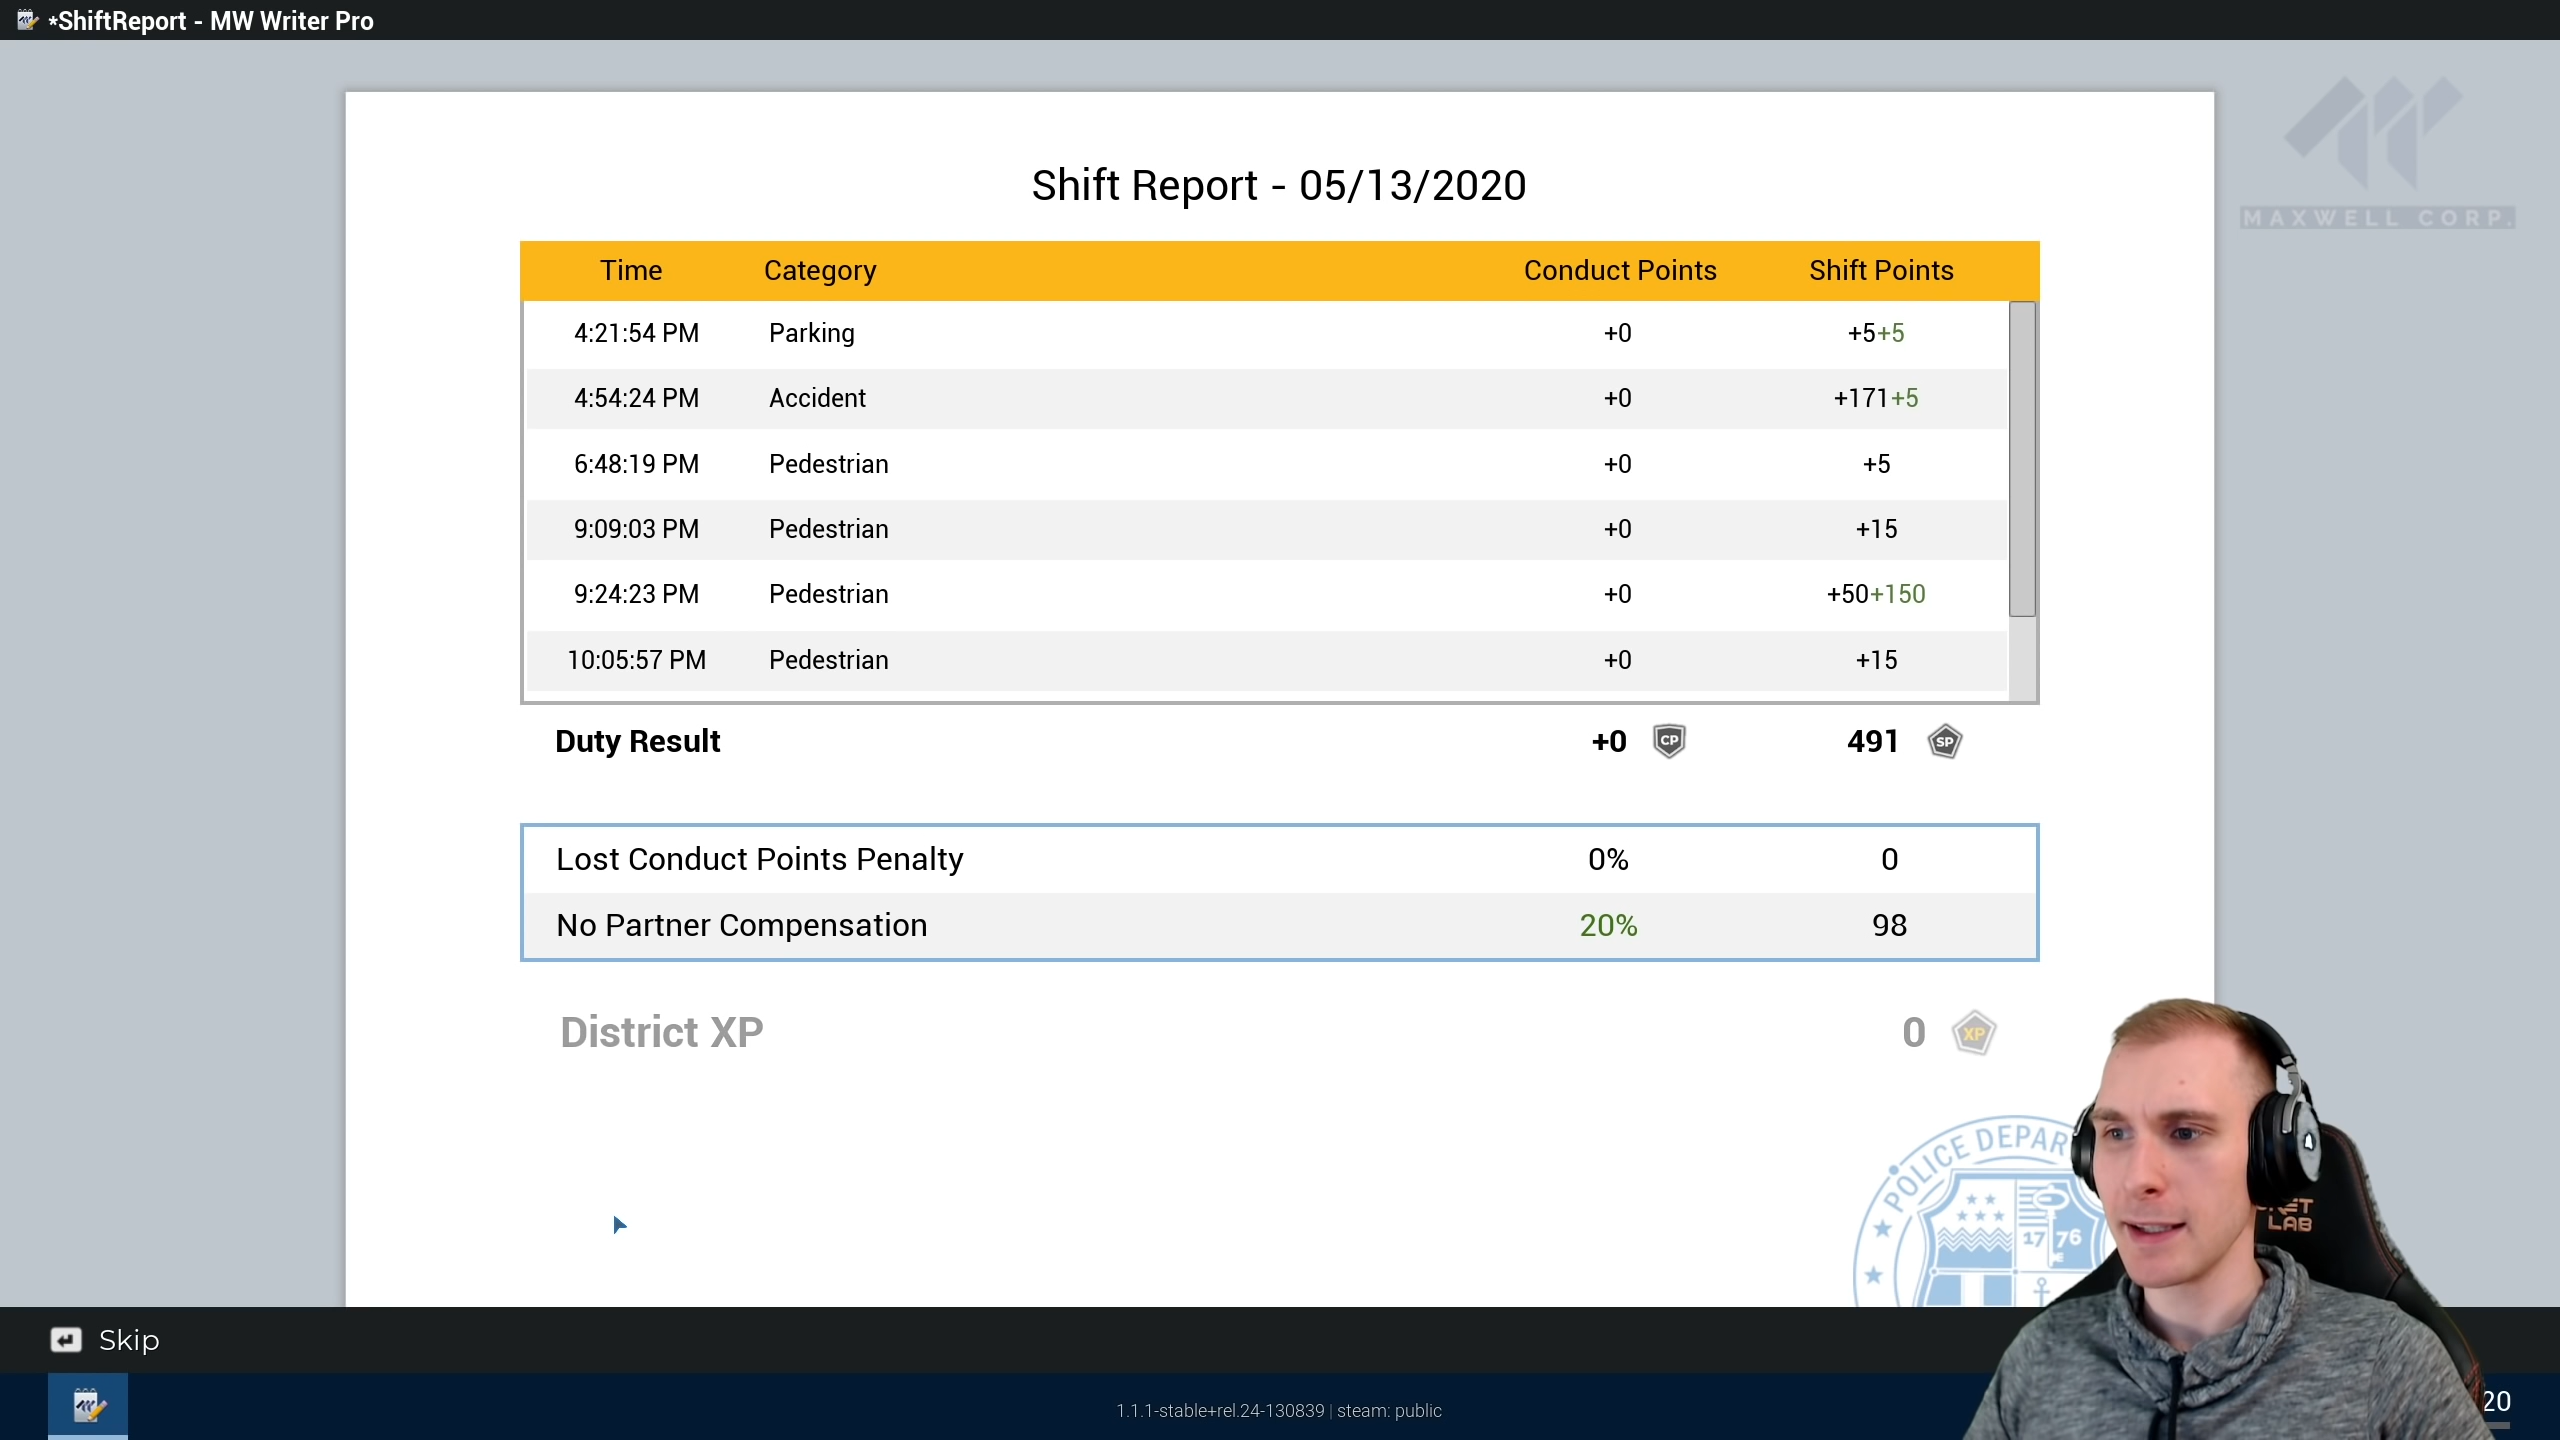 *ShiftReport - MW Writer Pro
MAXWELL CORP.
Shift Report - 05/13/2020
Time Category Conduct Points Shift Points
4:21:54 PM Parking +0 +5+5
4:54:24 PM Accident +0 +171+5
6:48:19 PM Pedestrian +0 +5
9:09:03 PM Pedestrian +0 +15
9:24:23 PM Pedestrian +0 +50+150
10:05:57 PM Pedestrian +0 +15
Duty Result +0 CP 491 SP
Lost Conduct Points Penalty 0% 0
No Partner Compensation 20% 98
District XP 0 XP
POLICE DEPAR
17 76
LAB
Skip
1.1.1-stable+rel.24-130839 | steam: public
20